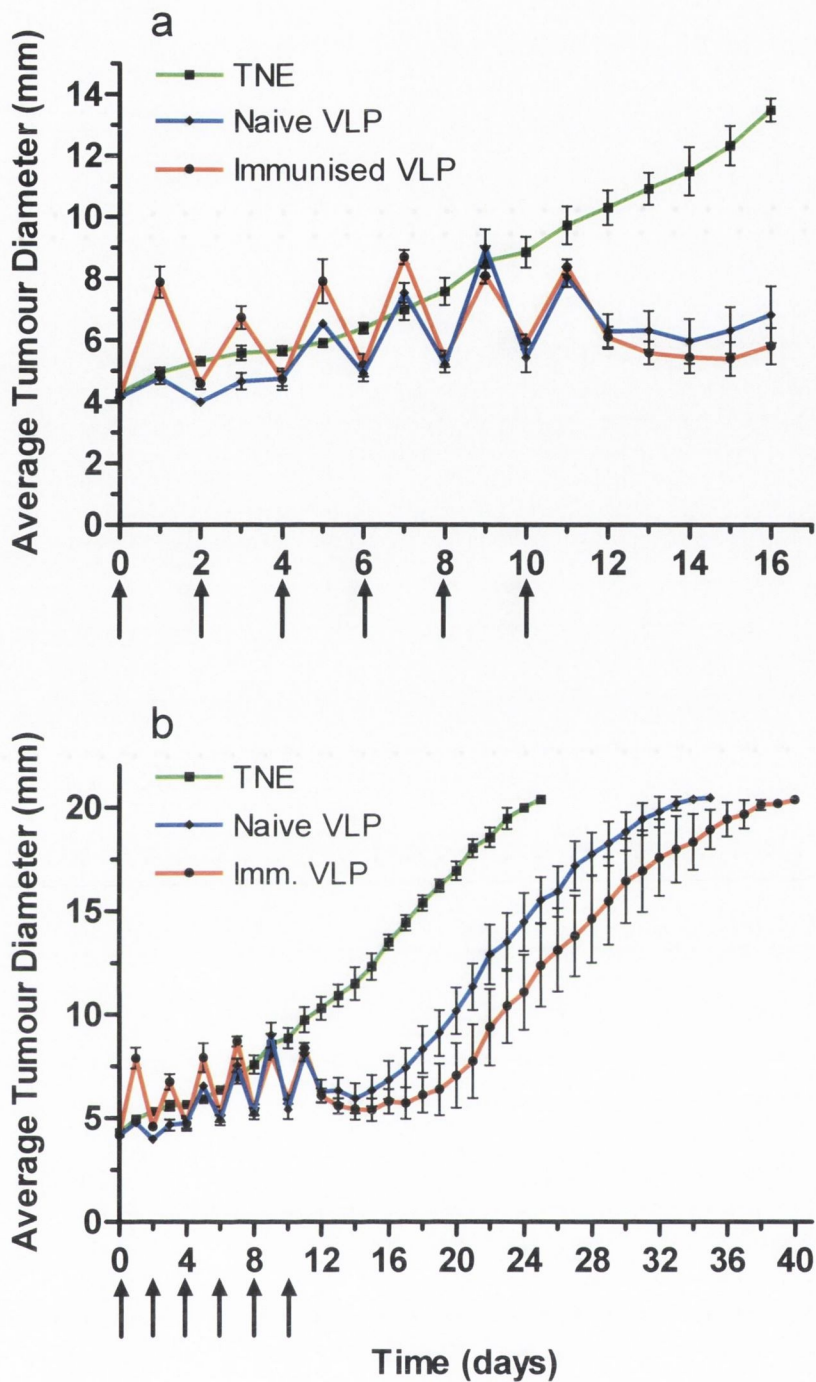 a
TNE
Naive VLP
Immunised VLP
Average Tumour Diameter (mm)
14
12
10
8
6
4
2
0
0 2 4 6 8 10 12 14 16
b
TNE
Naive VLP
Imm. VLP
Average Tumour Diameter (mm)
20
15
10
5
0
0 4 8 12 16 20 24 28 32 36 40
Time (days)